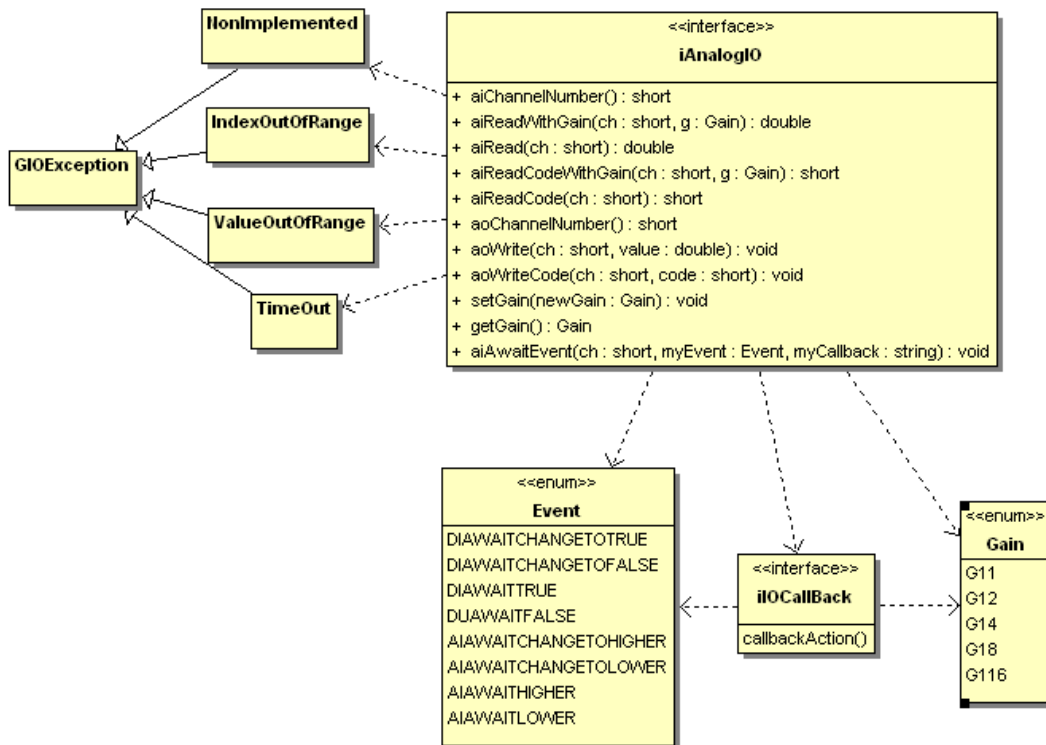 NonImplemented
IndexOutOfRange
GIOException
ValueOutOfRange
TimeOut
<<interface>>
iAnalogIO
+ aiChannelNumber() : short
+ aiReadWithGain(ch : short, g : Gain) : double
+ aiRead(ch : short) : double
+ aiReadCodeWithGain(ch : short, g : Gain) : short
+ aiReadCode(ch : short) : short
+ aoChannelNumber() : short
+ aoWrite(ch : short, value : double) : void
+ aoWriteCode(ch : short, code : short) : void
+ setGain(newGain : Gain) : void
+ getGain() : Gain
+ aiAwaitEvent(ch : short, myEvent : Event, myCallback : string) : void
<<enum>>
Event
DIAWAITCHANGETOTRUE
DIAWAITCHANGETOFALSE
DIAWAITTRUE
DUAWAITFALSE
AIAWAITCHANGETOHIGHER
AIAWAITCHANGETOLOWER
AIAWAITHIGHER
AIAWAITLOWER
<<interface>>
iIOCallBack
callbackAction()
<<enum>>
Gain
G11
G12
G14
G18
G116